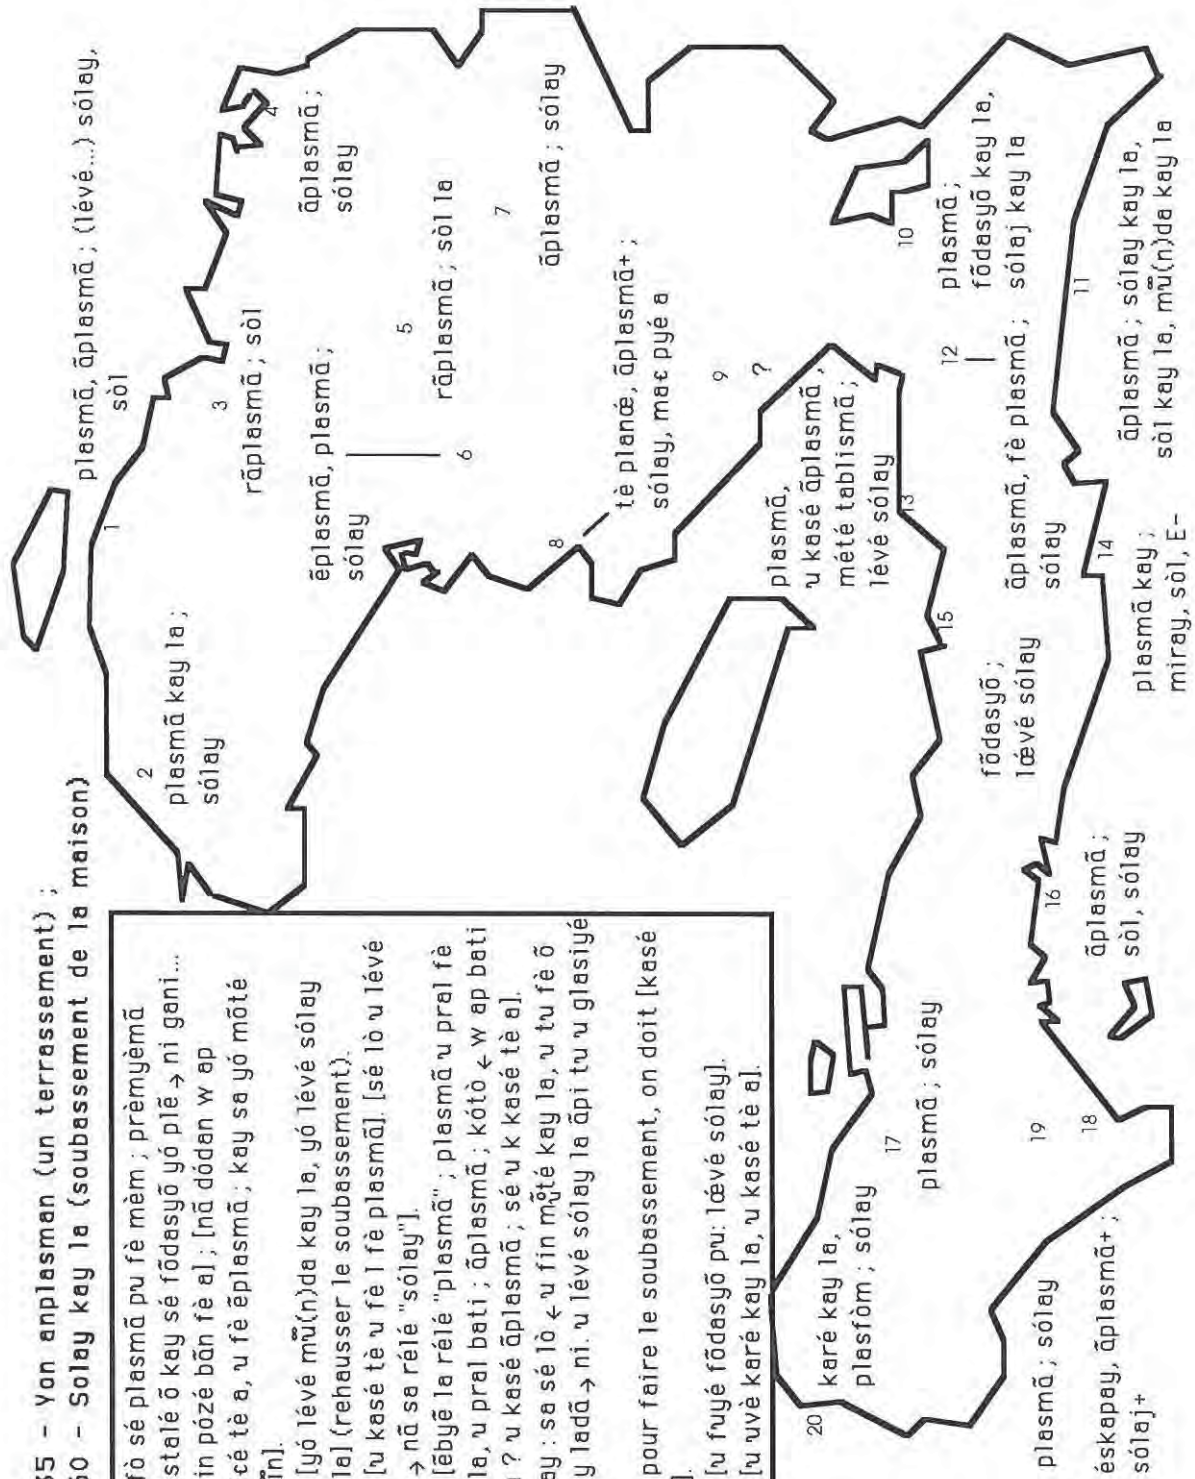 35 – Yon anplasman (un terrassement) ;
60 – Solay kay la (soubassement de la maison)
fò sé plasmã pu fè mèm ; prèmyèmã
stalé õ kay sé fõdasyõ yó plẽ → ni gani...
in pózé bãn fè a] ; [nã dódan w ap
cé tè a, u fè ẽplasmã ; kay sa yó mõté
ĩn].
[yó lévé mu(n)da kay la, yó lévé sólay
la] (rehausser le soubassement).
[u kasé tè u fè l fè plasmã]. [sé lò u lévé
→ nã sa rélé "sólay"].
[ẽbyẽ la rélé "plasmã" ; plasmã u pral fè
la, u pral bati ; ãplasmã ; kótò ← w ap bati
? u kasé ãplasmã ; sé u k kasé tè a].
ay : sa sé lò ← u fin mũté kay la, u tu fè õ
y ladã → ni. u lévé sólay la ãpi tu u glasiyé
pour faire le soubassement, on doit [kasé
].
[u fuyé fõdasyõ pu: lœvé sólay].
[u uvè karé kay la, u kasé tè a].
1
plasmã, ãplasmã ; (lévé...) sólay,
sòl
2
plasmã kay la ;
sólay
3
rãplasmã ; sòl
4
ãplasmã ;
sólay
5
rãplasmã ; sòl la
6
ẽplasmã, plasmã ;
sólay
7
ãplasmã ; sólay
8
tè planœ, ãplasmã+ ;
sólay, maɛ pyé a
9
?
10
plasmã ;
fõdasyõ kay la,
sólaj kay la
11
ãplasmã ; sólay kay la,
sòl kay la, mu(n)da kay la
12
ãplasmã, fè plasmã ;
sólay
13
plasmã,
u kasé ãplasmã,
mété tablismã ;
lévé sólay
14
plasmã kay ;
miray, sòl, E–
15
fõdasyõ ;
lœvé sólay
16
ãplasmã ;
sòl, sólay
17
plasmã ; sólay
18
éskapay, ãplasmã+ ;
sólaj+
19
plasmã ; sólay
20
karé kay la,
plasfòm ; sólay